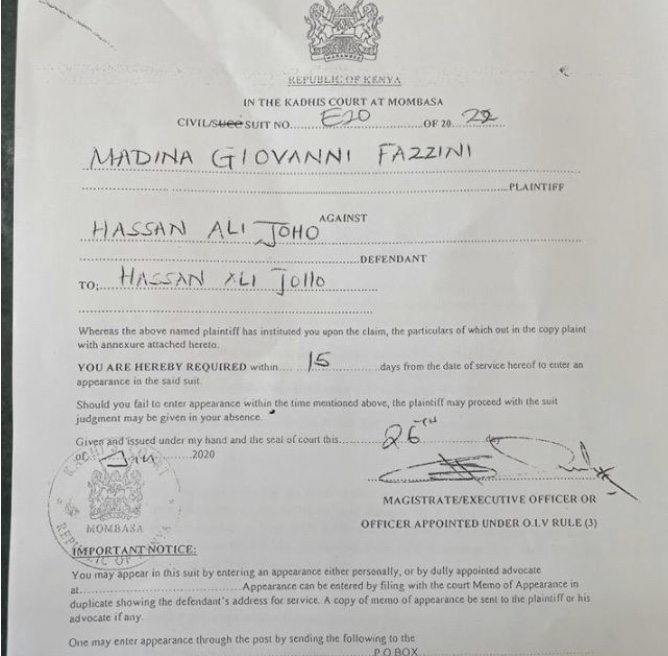 HARAMBEE
REPUBLIC OF KENYA
IN THE KADHIS COURT AT MOMBASA
CIVIL/SUCC SUIT NO. E20 OF 20 22
MADINA GIOVANNI FAZZINI
PLAINTIFF
AGAINST
HASSAN ALI JOHO
DEFENDANT
TO; HASSAN ALI JOHO
Whereas the above named plaintiff has instituted you upon the claim, the particulars of which out in the copy plaint
with annexure attached hereto.
YOU ARE HEREBY REQUIRED within 15 days from the date of service hereof to enter an
appearance in the said suit.
Should you fail to enter appearance within the time mentioned above, the plaintiff may proceed with the suit
judgment may be given in your absence.
Given and issued under my hand and the seal of court this 26TH
of 2020
MAGISTRATE/EXECUTIVE OFFICER OR
OFFICER APPOINTED UNDER O.I.V RULE (3)
KADHI'S COURT
MOMBASA
REPUBLIC OF KENYA
IMPORTANT NOTICE:
You may appear in this suit by entering an appearance either personally, or by dully appointed advocate
at Appearance can be entered by filing with the court Memo of Appearance in
duplicate showing the defendant's address for service. A copy of memo of appearance be sent to the plaintiff or his
advocate if any.
One may enter appearance through the post by sending the following to the
P.O BOX